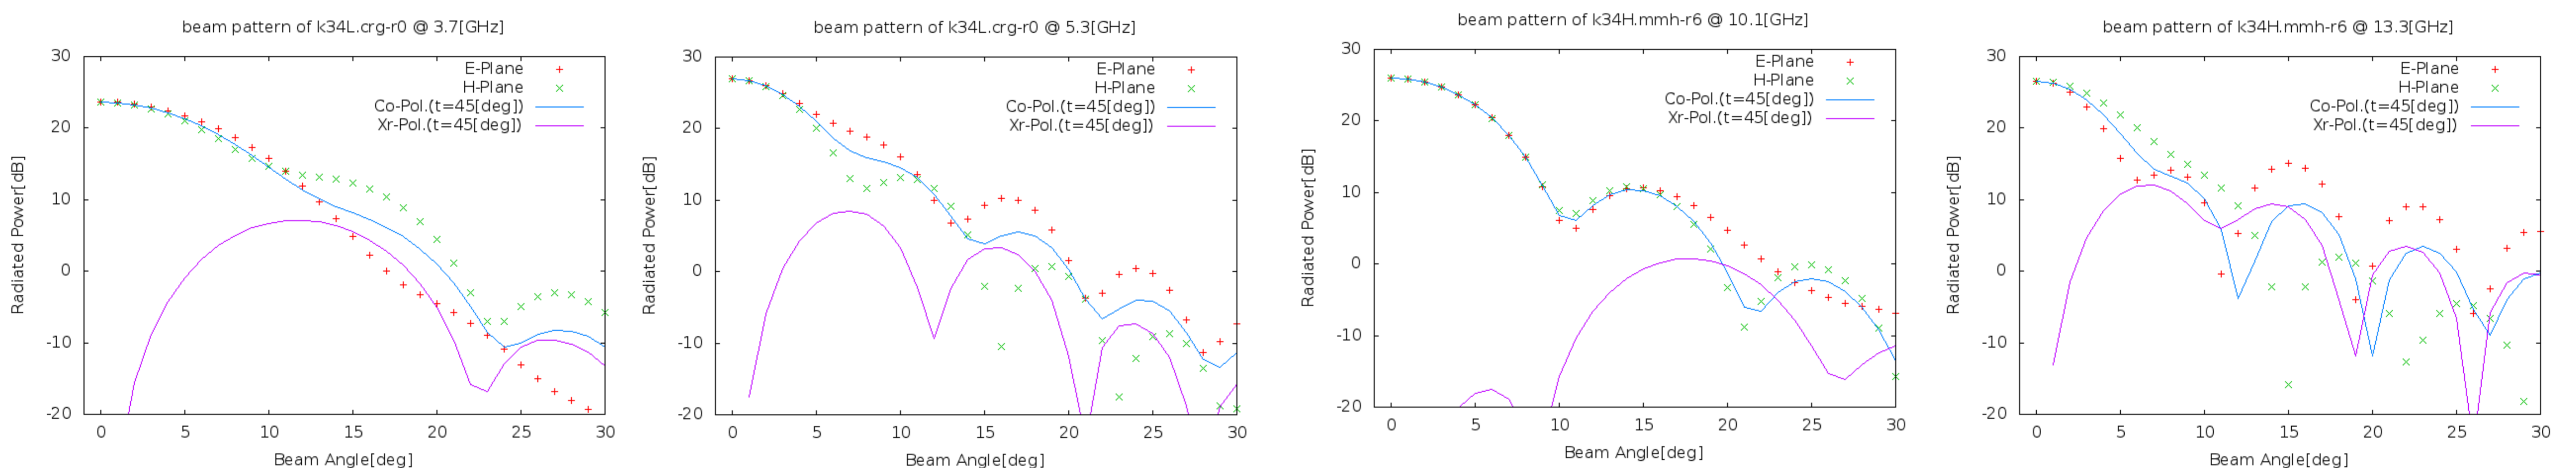 beam pattern of k34L.crg-r0 @ 3.7[GHz]
30
20
10
0
-10
-20
Radiated Power[dB]
E-Plane
H-Plane
Co-Pol.(t=45[deg])
Xr-Pol.(t=45[deg])
0 5 10 15 20 25 30
Beam Angle[deg]
beam pattern of k34L.crg-r0 @ 5.3[GHz]
30
20
10
0
-10
-20
Radiated Power[dB]
E-Plane
H-Plane
Co-Pol.(t=45[deg])
Xr-Pol.(t=45[deg])
0 5 10 15 20 25 30
Beam Angle[deg]
beam pattern of k34H.mmh-r6 @ 10.1[GHz]
30
20
10
0
-10
-20
Radiated Power[dB]
E-Plane
H-Plane
Co-Pol.(t=45[deg])
Xr-Pol.(t=45[deg])
0 5 10 15 20 25 30
Beam Angle[deg]
beam pattern of k34H.mmh-r6 @ 13.3[GHz]
30
20
10
0
-10
-20
Radiated Power[dB]
E-Plane
H-Plane
Co-Pol.(t=45[deg])
Xr-Pol.(t=45[deg])
0 5 10 15 20 25 30
Beam Angle[deg]